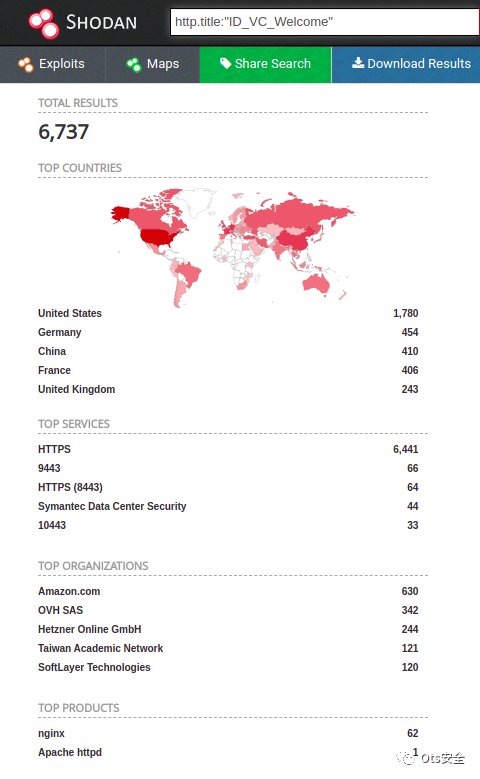 SHODAN
http.title:"ID_VC_Welcome"
Exploits Maps Share Search Download Results
TOTAL RESULTS
6,737
TOP COUNTRIES
United States 1,780
Germany 454
China 410
France 406
United Kingdom 243
TOP SERVICES
HTTPS 6,441
9443 66
HTTPS (8443) 64
Symantec Data Center Security 44
10443 33
TOP ORGANIZATIONS
Amazon.com 630
OVH SAS 342
Hetzner Online GmbH 244
Taiwan Academic Network 121
SoftLayer Technologies 120
TOP PRODUCTS
nginx 62
Apache httpd 1
Ots安全